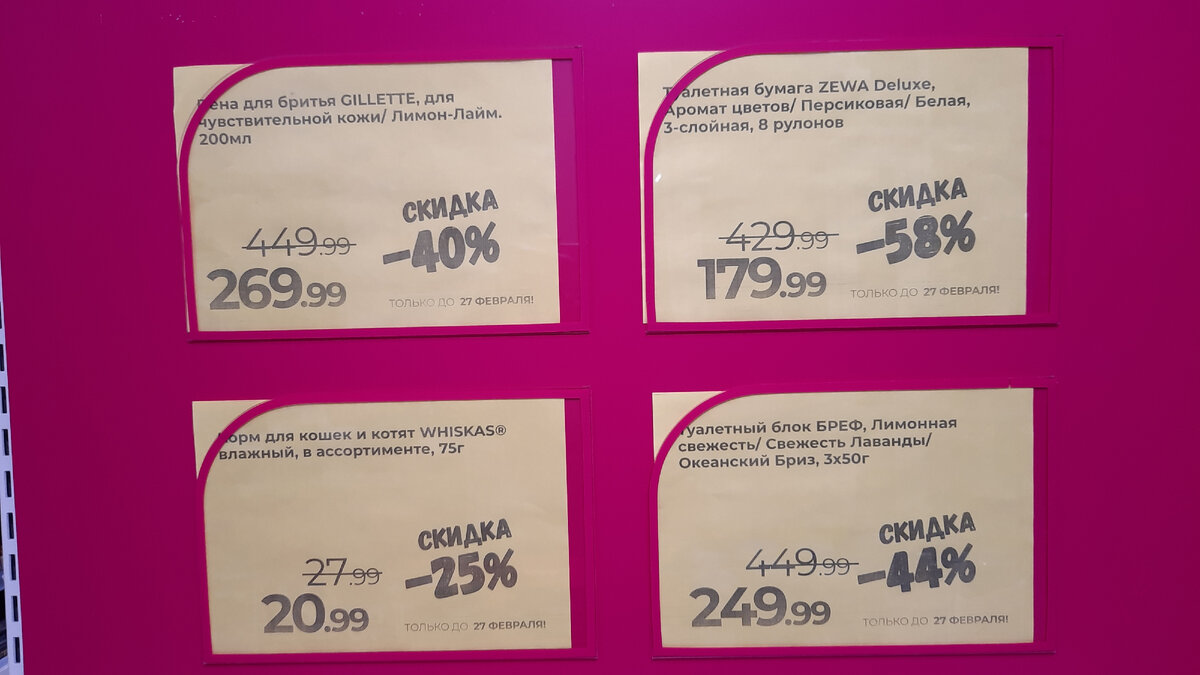 Пена для бритья GILLETTE, для
чувствительной кожи/ Лимон-Лайм.
200мл
СКИДКА
-40%
449.99
269.99
ТОЛЬКО ДО 27 ФЕВРАЛЯ!
Туалетная бумага ZEWA Deluxe,
Аромат цветов/ Персиковая/ Белая,
3-слойная, 8 рулонов
СКИДКА
-58%
429.99
179.99
ТОЛЬКО ДО 27 ФЕВРАЛЯ!
Корм для кошек и котят WHISKAS®
влажный, в ассортименте, 75г
СКИДКА
-25%
27.99
20.99
ТОЛЬКО ДО 27 ФЕВРАЛЯ!
Туалетный блок БРЕФ, Лимонная
свежесть/ Свежесть Лаванды/
Океанский Бриз, 3х50г
СКИДКА
-44%
449.99
249.99
ТОЛЬКО ДО 27 ФЕВРАЛЯ!